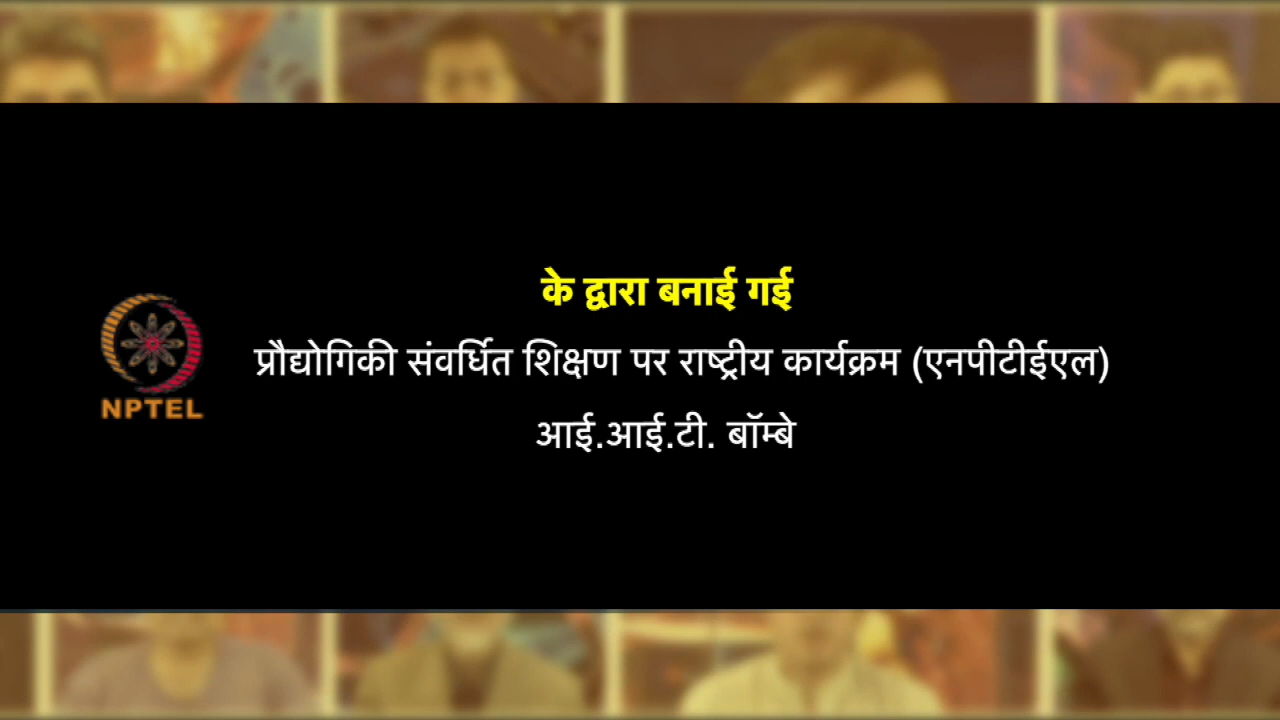 के द्वारा बनाई गई
प्रौद्योगिकी संवर्धित शिक्षण पर राष्ट्रीय कार्यक्रम (एनपीटीईएल)
आई.आई.टी. बॉम्बे
NPTEL